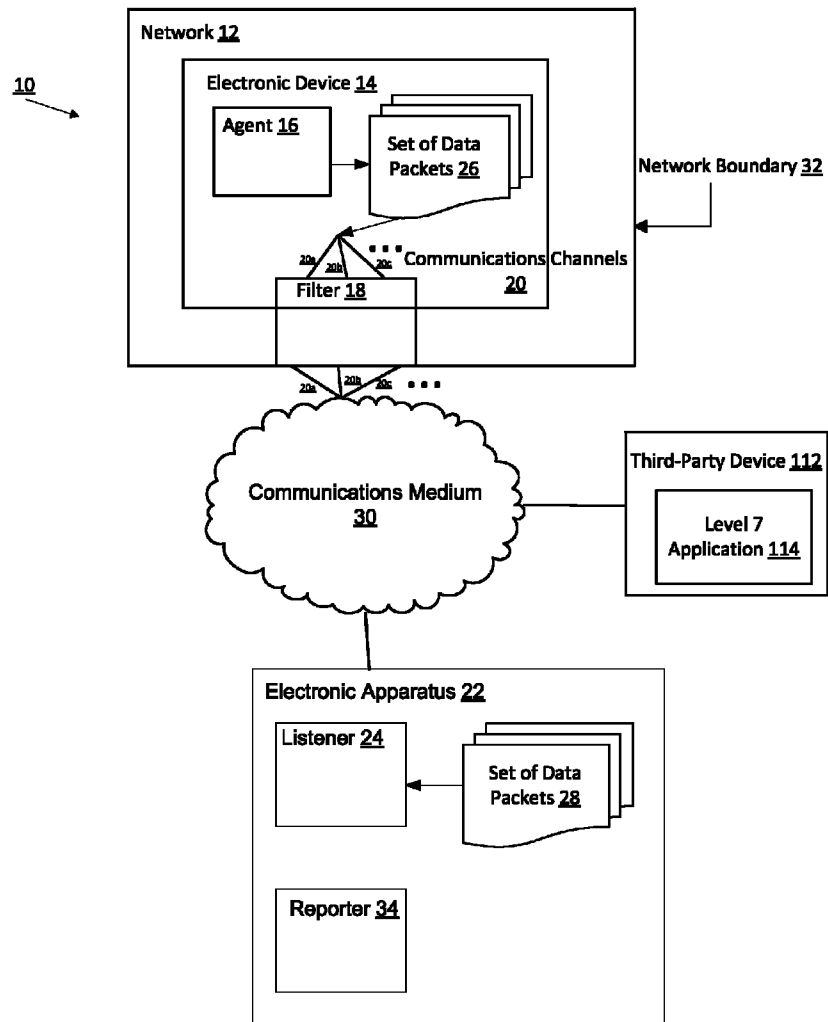 Network 12
10
Electronic Device 14
Agent 16
Set of Data
Packets 26
Network Boundary 32
20a
20b
20c
Communications Channels
20
Filter 18
20a
20b
20c
Communications Medium
30
Third-Party Device 112
Level 7
Application 114
Electronic Apparatus 22
Listener 24
Set of Data
Packets 28
Reporter 34